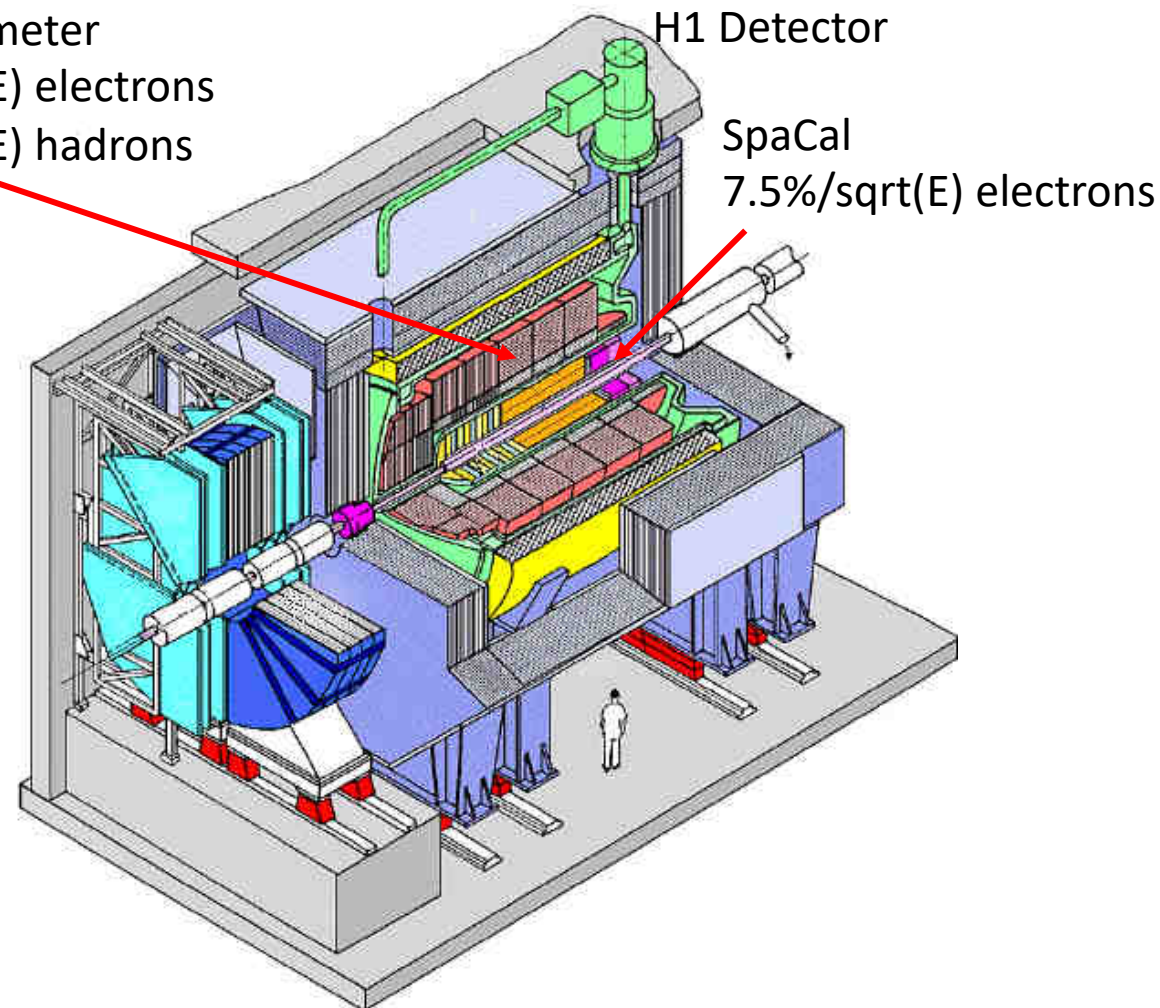 meter
E) electrons
E) hadrons
H1 Detector
SpaCal
7.5%/sqrt(E) electrons